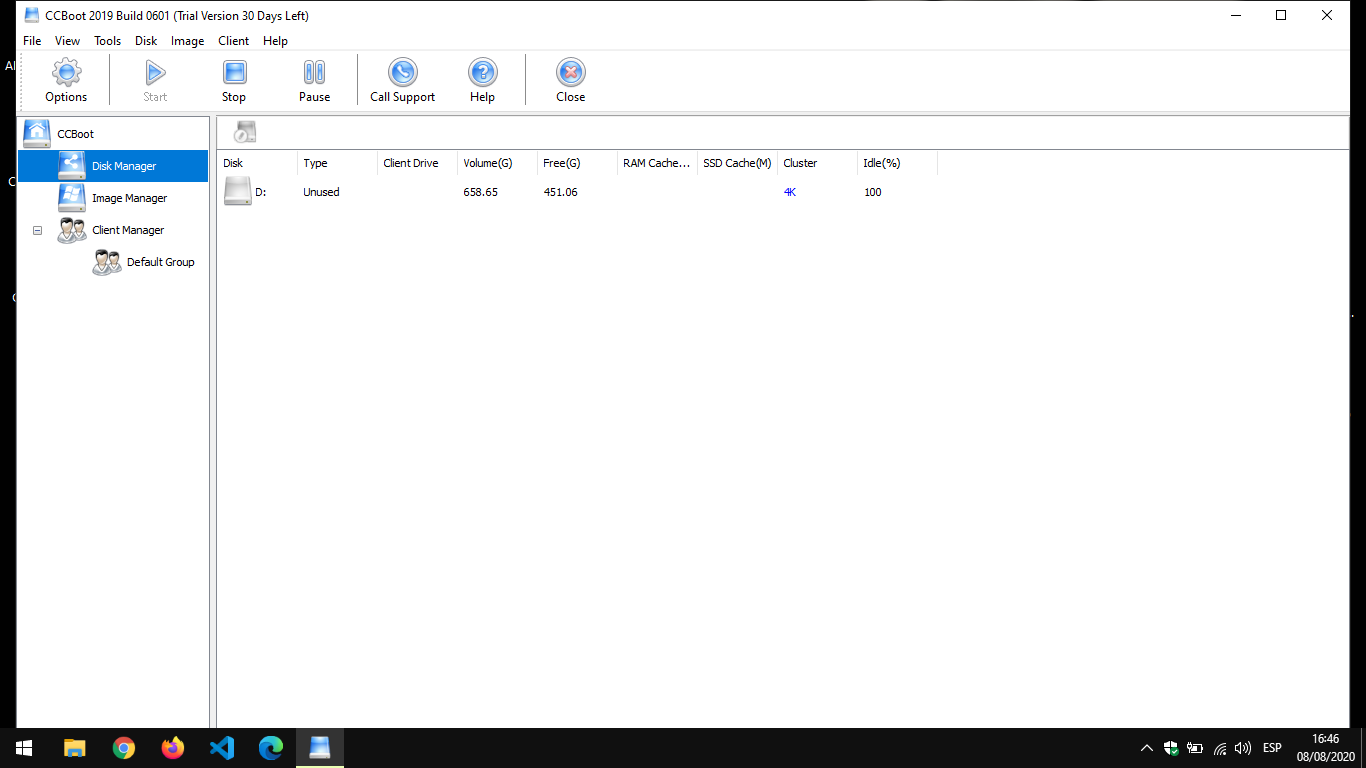 CCBoot 2019 Build 0601 (Trial Version 30 Days Left)
File View Tools Disk Image Client Help
Options Start Stop Pause Call Support Help Close
CCBoot
Disk Manager
Image Manager
Client Manager
Default Group
Disk Type Client Drive Volume(G) Free(G) RAM Cache... SSD Cache(M) Cluster Idle(%)
D: Unused 658.65 451.06 4K 100
ESP
16:46
08/08/2020